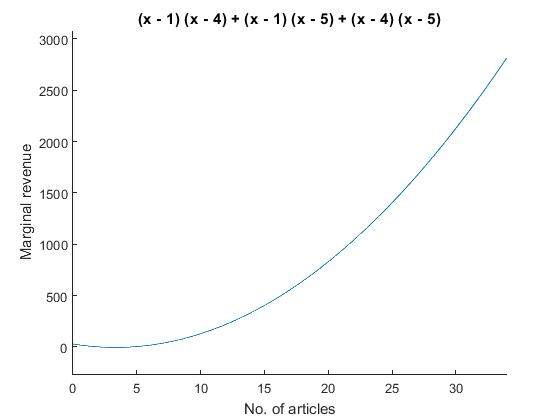 (x - 1) (x - 4) + (x - 1) (x - 5) + (x - 4) (x - 5)
3000
2500
2000
1500
1000
500
0
Marginal revenue
0 5 10 15 20 25 30
No. of articles